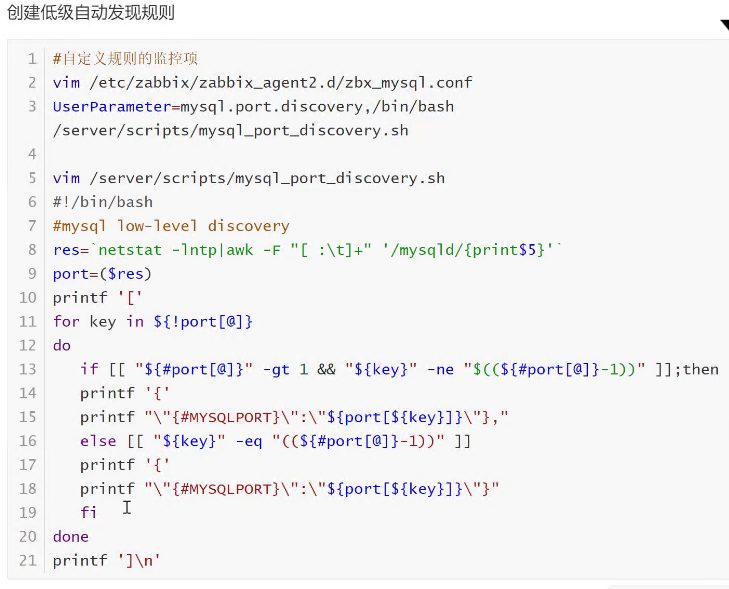 创建低级自动发现规则
1 #自定义规则的监控项
2 vim /etc/zabbix/zabbix_agent2.d/zbx_mysql.conf
3 UserParameter=mysql.port.discovery,/bin/bash
/server/scripts/mysql_port_discovery.sh
4
5 vim /server/scripts/mysql_port_discovery.sh
6 #!/bin/bash
7 #mysql low-level discovery
8 res=`netstat -lntp|awk -F "[ :\t]+" '/mysqld/{print$5}'`
9 port=($res)
10 printf '['
11 for key in ${!port[@]}
12 do
13 if [[ "${#port[@]}" -gt 1 && "${key}" -ne "$((${#port[@]}-1))" ]];then
14 printf '{'
15 printf "\"{#MYSQLPORT}\":\"${port[${key}]}\"},"
16 else [[ "${key}" -eq "((${#port[@]}-1))" ]]
17 printf '{'
18 printf "\"{#MYSQLPORT}\":\"${port[${key}]}\"}"
19 fi
20 done
21 printf ']\n'